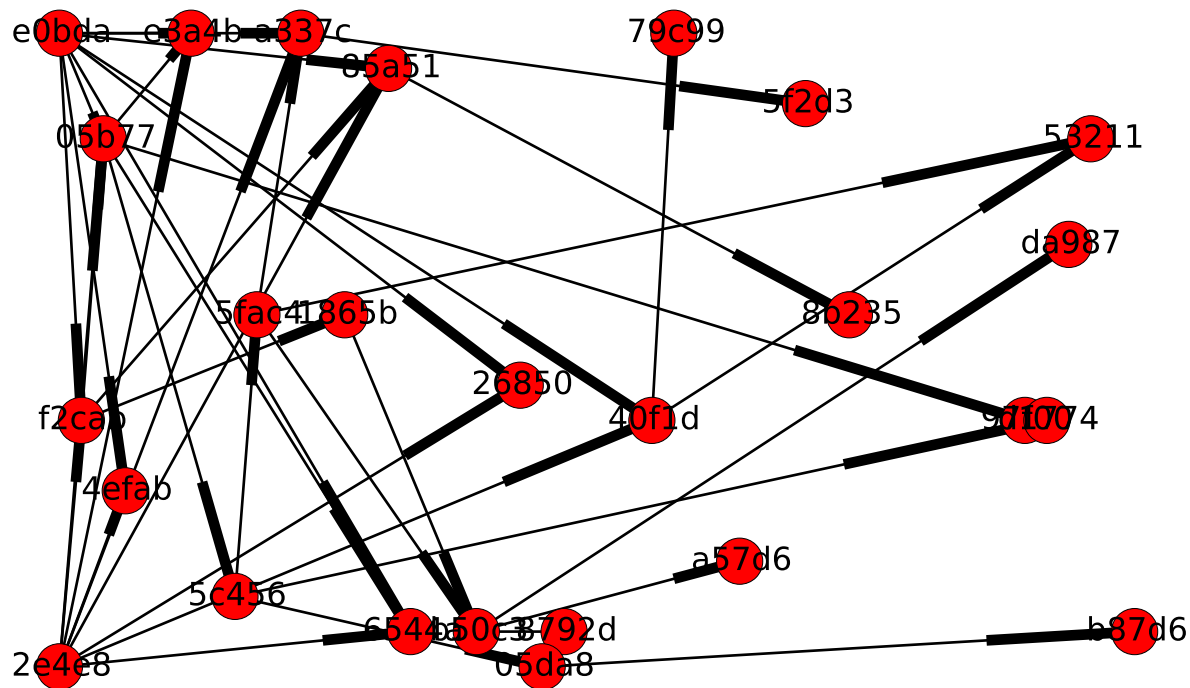 e0bda
e3a4b
a337c
79c99
85a51
5f2d3
05b77
53211
da987
5fac4
1865b
8b235
26850
f2cab
40f1d
4efab
a57d6
5c456
8792d
b87d6
2e4e8
05da8